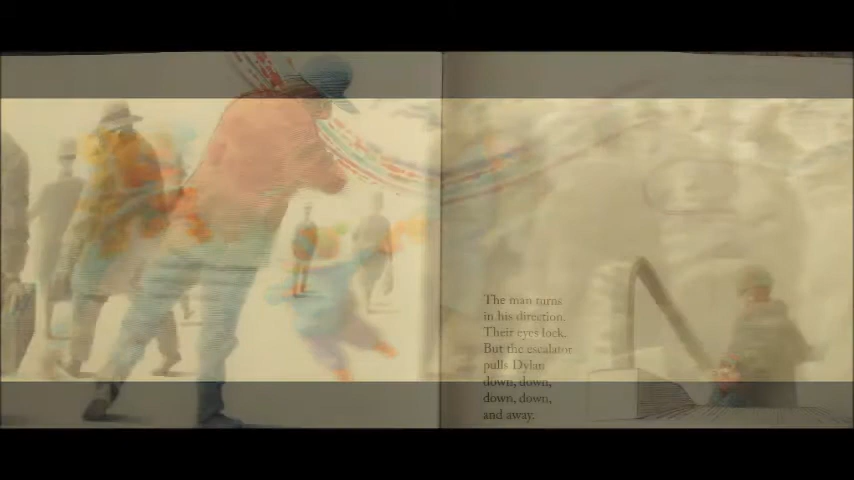 The man turns
in his direction.
Their eyes lock.
But the escalator
pulls Dylan
down, down,
down, down,
and away.